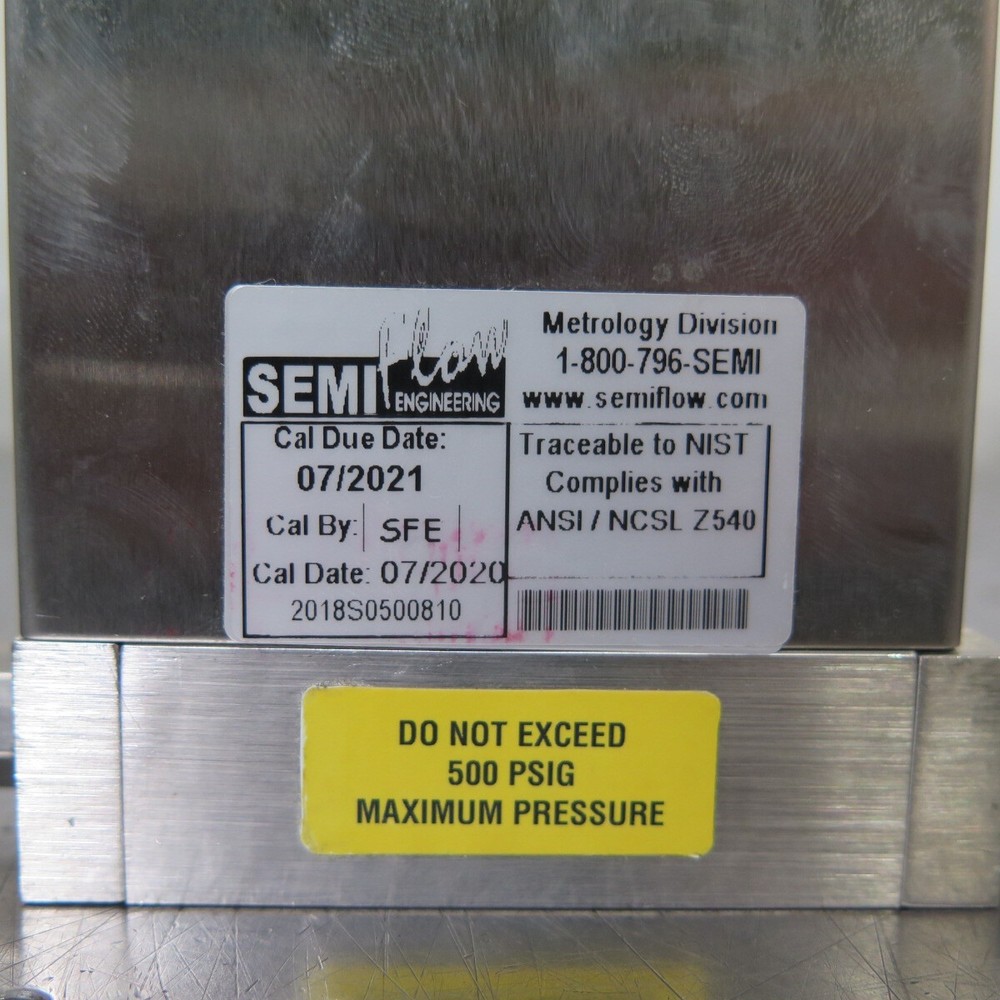 SEMI Flow ENGINEERING
Metrology Division
1-800-796-SEMI
www.semiflow.com
Cal Due Date:
07/2021
Cal By: SFE
Cal Date: 07/2020
2018S0500810
Traceable to NIST
Complies with
ANSI / NCSL Z540
DO NOT EXCEED
500 PSIG
MAXIMUM PRESSURE